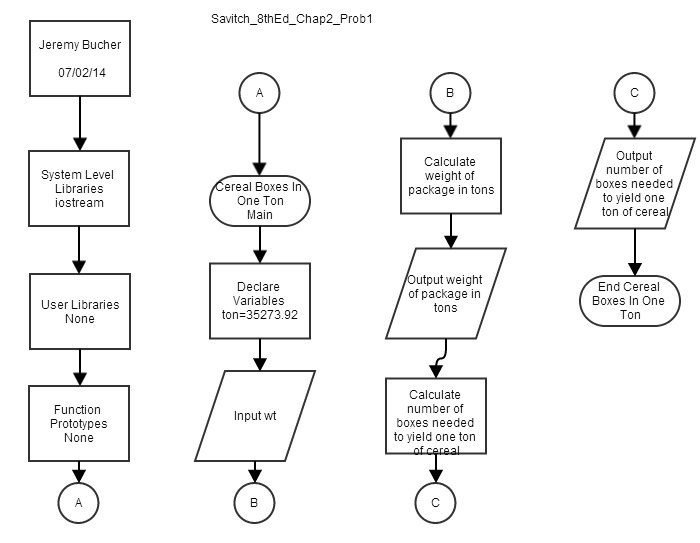 Savitch_8thEd_Chap2_Prob1
Jeremy Bucher
07/02/14
System Level
Libraries
iostream
User Libraries
None
Function
Prototypes
None
A
A
Cereal Boxes In
One Ton
Main
Declare
Variables
ton=35273.92
Input wt
B
B
Calculate
weight of
package in tons
Output weight
of package in
tons
Calculate
number of
boxes needed
to yield one ton
of cereal
C
C
Output
number of
boxes needed
to yield one
ton of cereal
End Cereal
Boxes In One
Ton